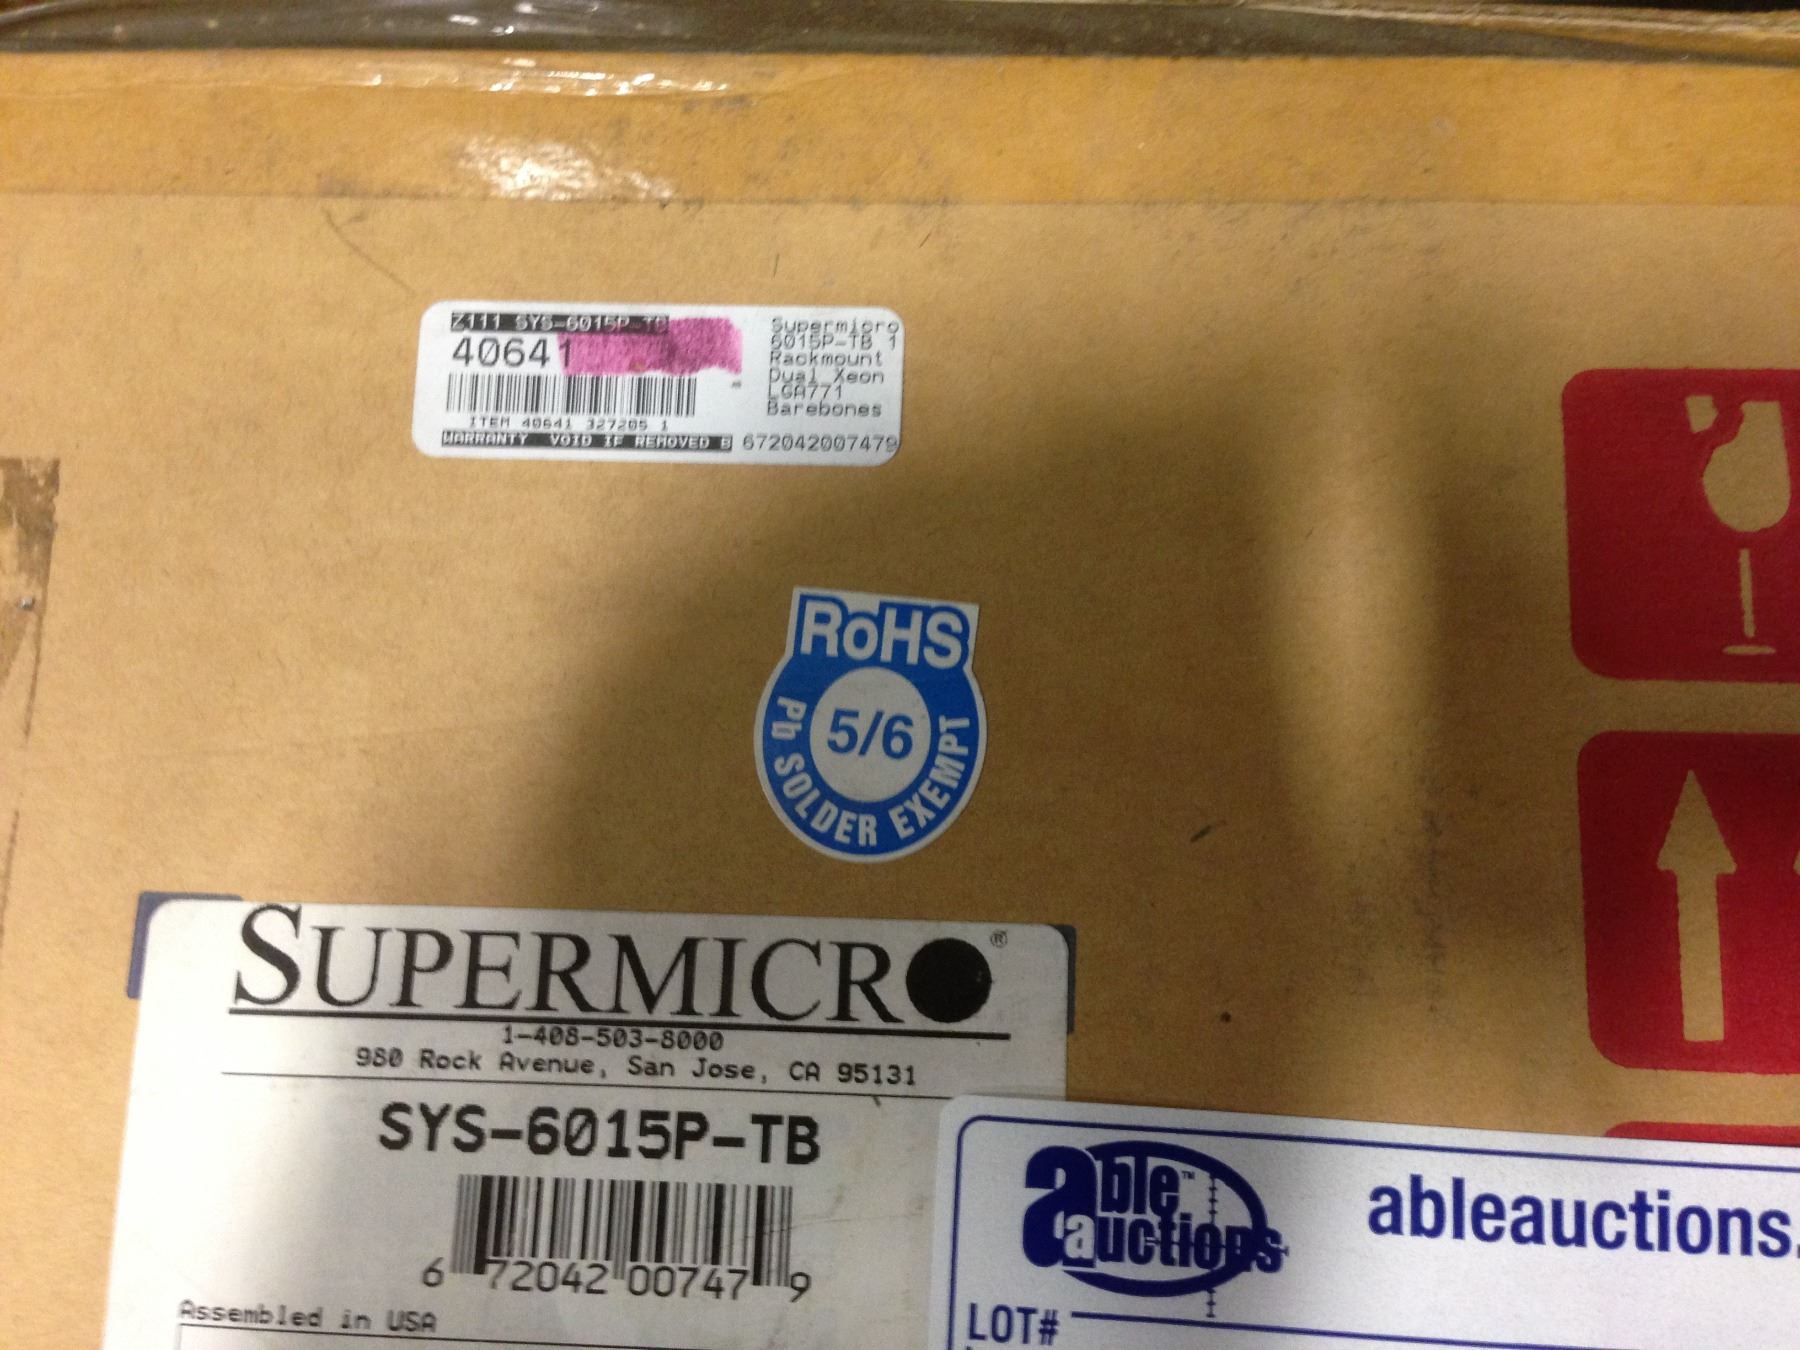 Z111 SYS-6015P-TB
40641
ITEM 40641 327205 1
WARRANTY VOID IF REMOVED
Supermicro
6015P-TB 1
Rackmount
Dual Xeon
LGA771
Barebones
672042007479
RoHS
5/6
Pb SOLDER EXEMPT
SUPERMICRO®
1-408-503-8000
980 Rock Avenue, San Jose, CA 95131
SYS-6015P-TB
6 72042 00747 9
Assembled in USA
able™
auctions
ableauctions.
LOT#